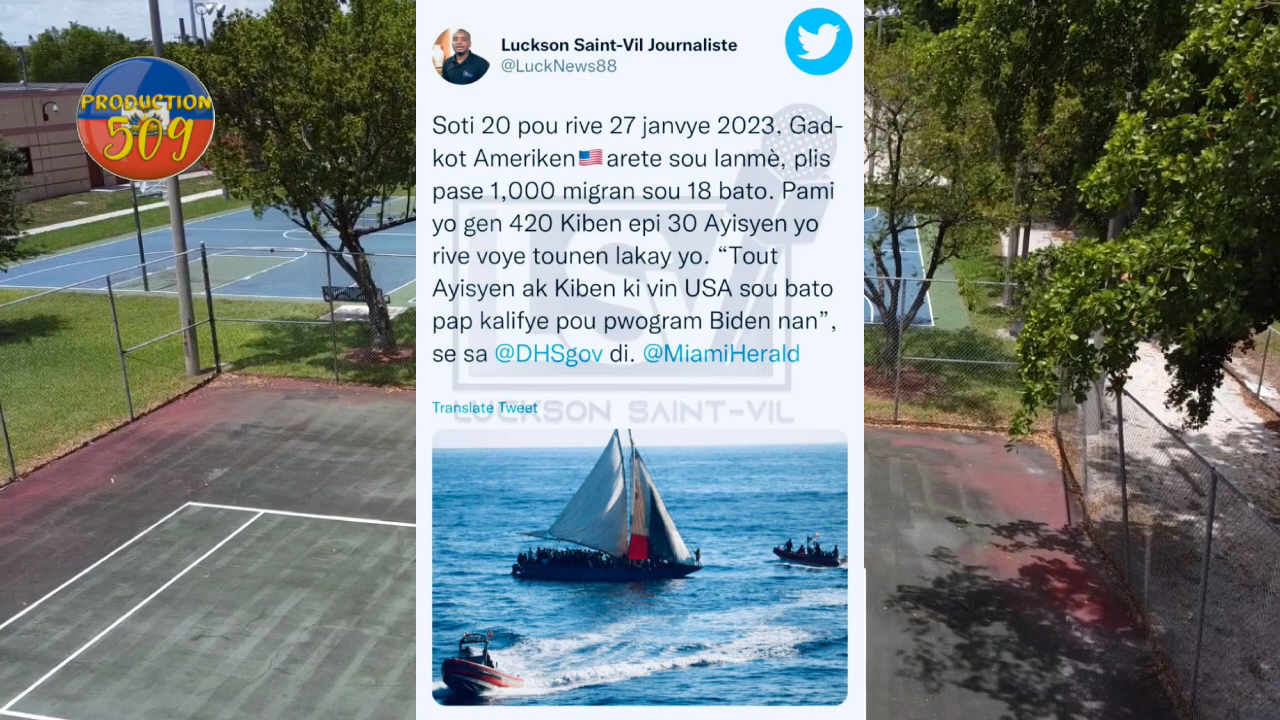 PRODUCTION
509
Luckson Saint-Vil Journaliste
@LuckNews88
Soti 20 pou rive 27 janvye 2023. Gad-
kot Ameriken🇺🇸arete sou lanmè, plis
pase 1,000 migran sou 18 bato. Pami
yo gen 420 Kiben epi 30 Ayisyen yo
rive voye tounen lakay yo. “Tout
Ayisyen ak Kiben ki vin USA sou bato
pap kalifye pou pwogram Biden nan”,
se sa @DHSgov di. @MiamiHerald
Translate Tweet
LUCKSON SAINT-VIL